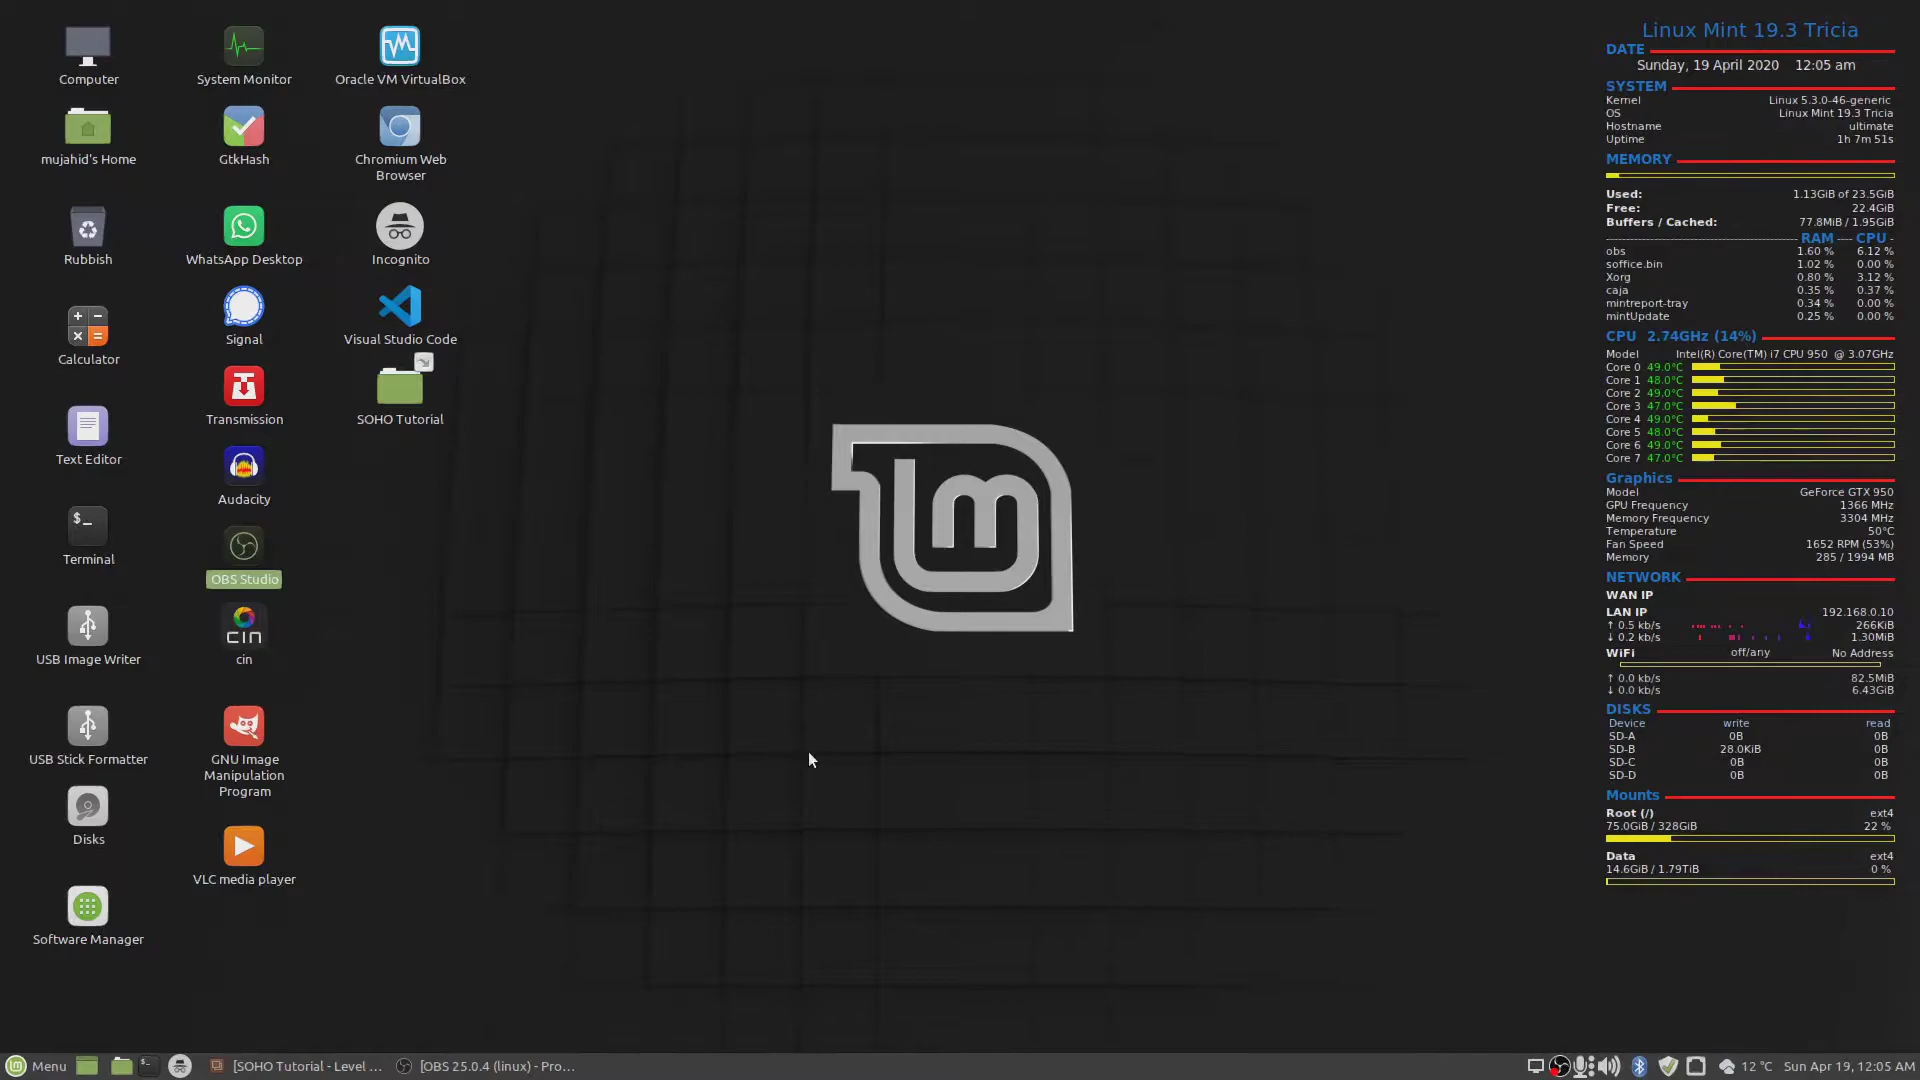 Computer
System Monitor
Oracle VM VirtualBox
mujahid's Home
GtkHash
Chromium Web
Browser
Rubbish
WhatsApp Desktop
Incognito
Calculator
Signal
Visual Studio Code
Transmission
SOHO Tutorial
Text Editor
Audacity
$_
Terminal
OBS Studio
USB Image Writer
cin
cin
USB Stick Formatter
GNU Image
Manipulation
Program
Disks
VLC media player
Software Manager
Linux Mint 19.3 Tricia
DATE
Sunday, 19 April 2020 12:05 am
SYSTEM
Kernel Linux 5.3.0-46-generic
OS Linux Mint 19.3 Tricia
Hostname ultimate
Uptime 1h 7m 51s
MEMORY
Used: 1.13GiB of 23.5GiB
Free: 22.4GiB
Buffers / Cached: 77.8MiB / 1.95GiB
RAM CPU
obs 1.60 % 6.12 %
soffice.bin 1.02 % 0.00 %
Xorg 0.80 % 3.12 %
caja 0.35 % 0.37 %
mintreport-tray 0.34 % 0.00 %
mintUpdate 0.25 % 0.00 %
CPU 2.74GHz (14%)
Model Intel(R) Core(TM) i7 CPU 950 @ 3.07GHz
Core 0 49.0°C
Core 1 48.0°C
Core 2 49.0°C
Core 3 47.0°C
Core 4 49.0°C
Core 5 48.0°C
Core 6 49.0°C
Core 7 47.0°C
Graphics
Model GeForce GTX 950
GPU Frequency 1366 MHz
Memory Frequency 3304 MHz
Temperature 50°C
Fan Speed 1652 RPM (53%)
Memory 285 / 1994 MB
NETWORK
WAN IP
LAN IP 192.168.0.10
↑ 0.5 kb/s 266KiB
↓ 0.2 kb/s 1.30MiB
WiFi off/any No Address
↑ 0.0 kb/s 82.5MiB
↓ 0.0 kb/s 6.43GiB
DISKS
Device write read
SD-A 0B 0B
SD-B 28.0KiB 0B
SD-C 0B 0B
SD-D 0B 0B
Mounts
Root (/) ext4
75.0GiB / 328GiB 22 %
Data ext4
14.6GiB / 1.79TiB 0 %
Menu [SOHO Tutorial - Level ... [OBS 25.0.4 (linux) - Pro... 12 °C Sun Apr 19, 12:05 AM